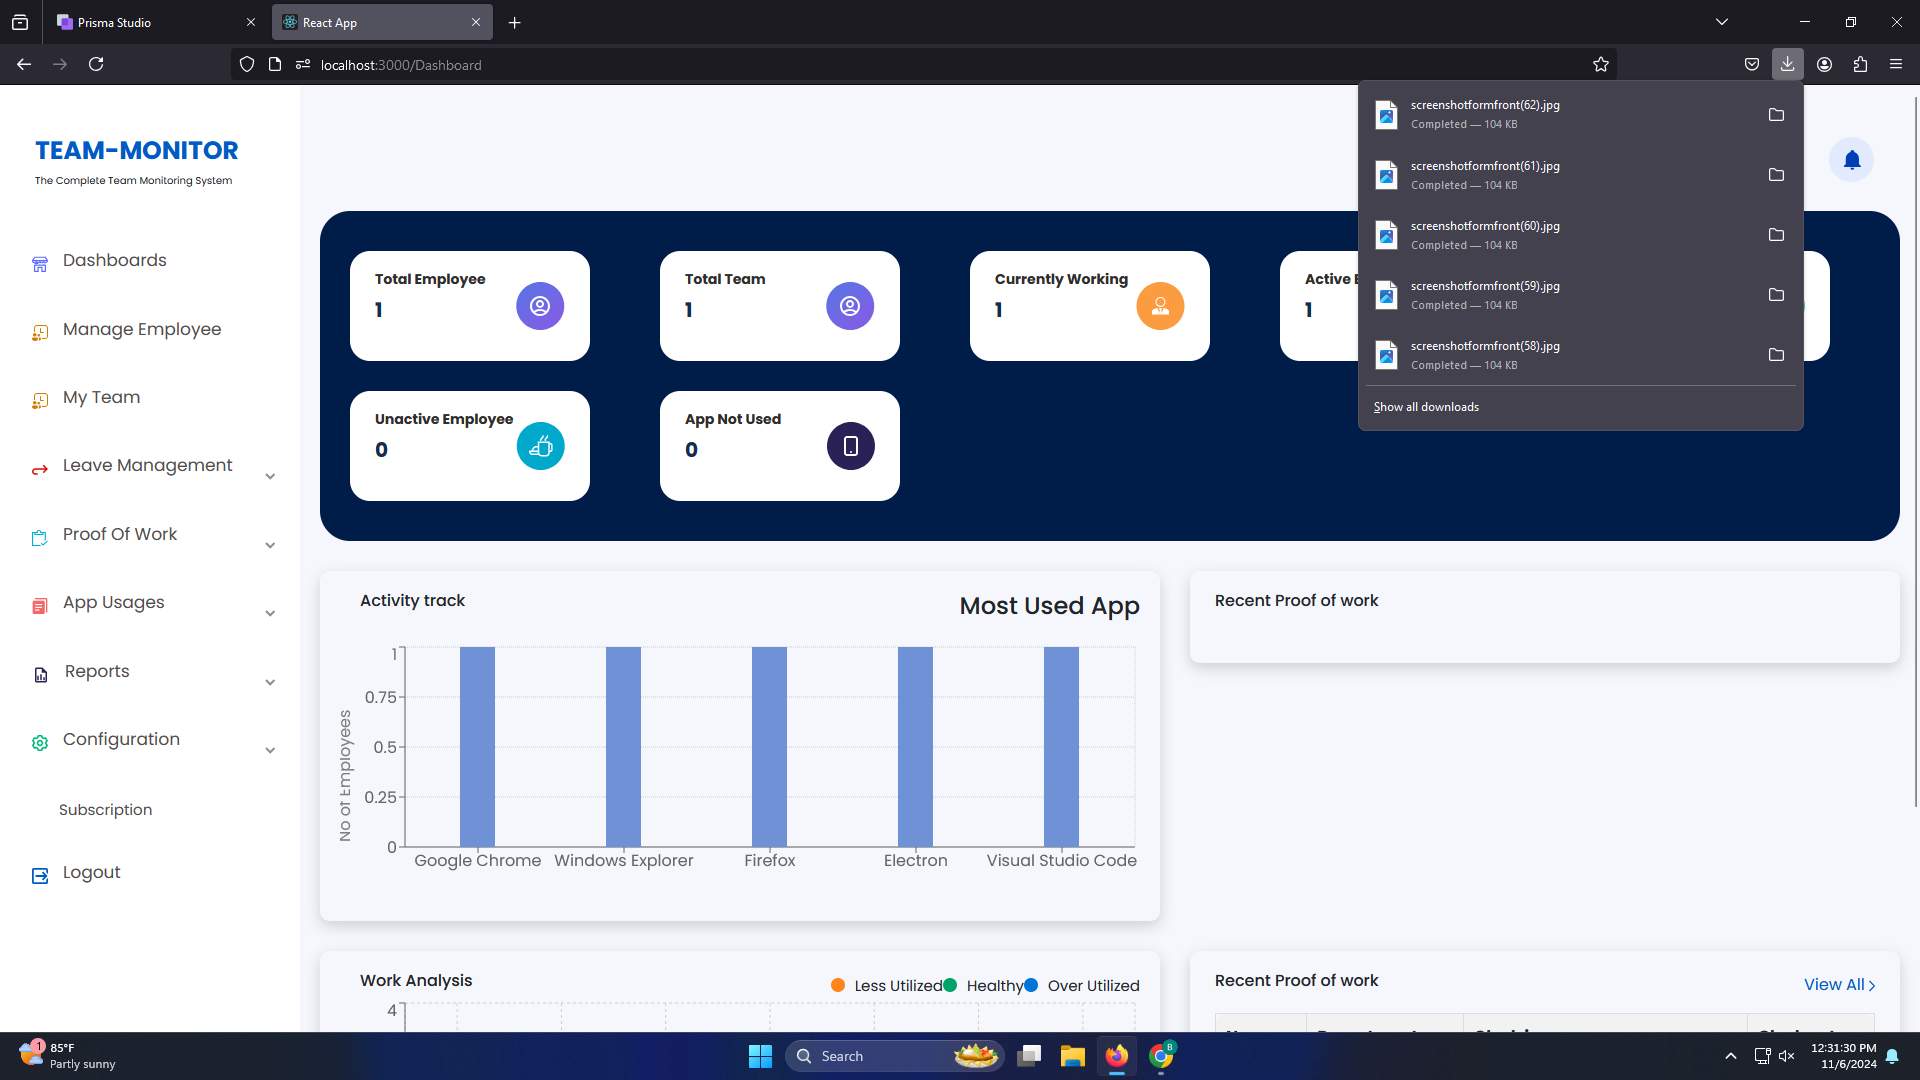 Prisma Studio
React App
localhost:3000/Dashboard
screenshotformfront(62).jpg
Completed — 104 KB
screenshotformfront(61).jpg
Completed — 104 KB
screenshotformfront(60).jpg
Completed — 104 KB
screenshotformfront(59).jpg
Completed — 104 KB
screenshotformfront(58).jpg
Completed — 104 KB
Show all downloads
TEAM-MONITOR
The Complete Team Monitoring System
Dashboards
Manage Employee
My Team
Leave Management
Proof Of Work
App Usages
Reports
Configuration
Subscription
Logout
Total Employee
1
Total Team
1
Currently Working
1
Active
1
Unactive Employee
0
App Not Used
0
Activity track
Most Used App
No of Employees
1
0.75
0.5
0.25
0
Google Chrome Windows Explorer Firefox Electron Visual Studio Code
Recent Proof of work
Work Analysis
Less Utilized Healthy Over Utilized
4
Recent Proof of work
View All
1
85°F
Partly sunny
Search
B
12:31:30 PM
11/6/2024